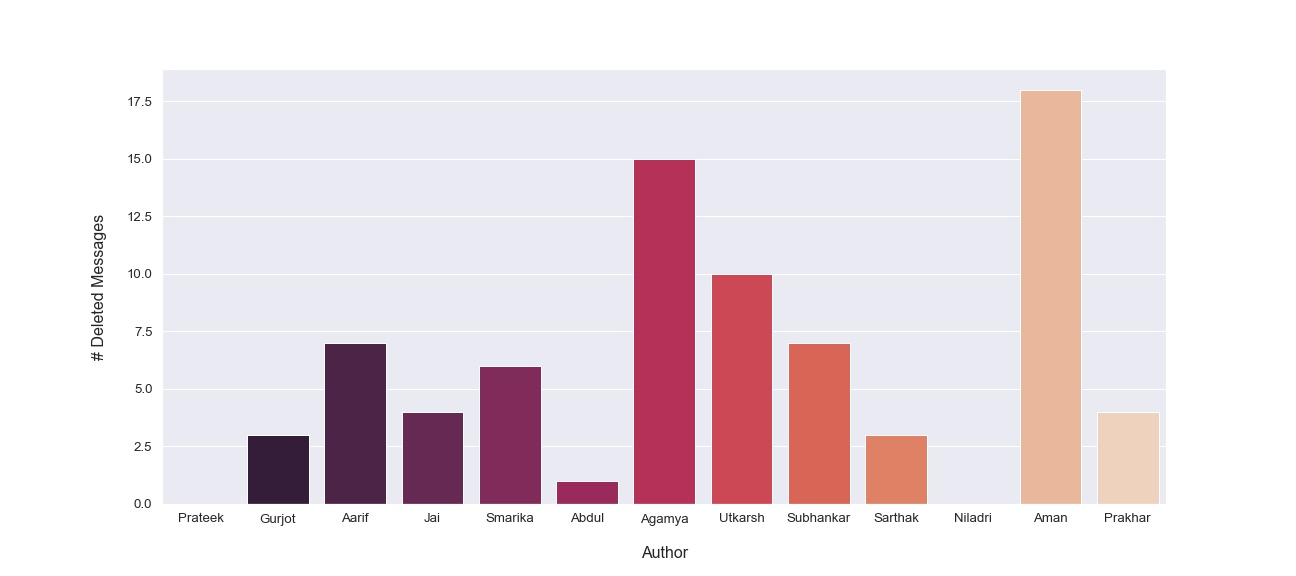 17.5
15.0
12.5
10.0
7.5
5.0
2.5
0.0
# Deleted Messages
Prateek Gurjot Aarif Jai Smarika Abdul Agamya Utkarsh Subhankar Sarthak Niladri Aman Prakhar
Author